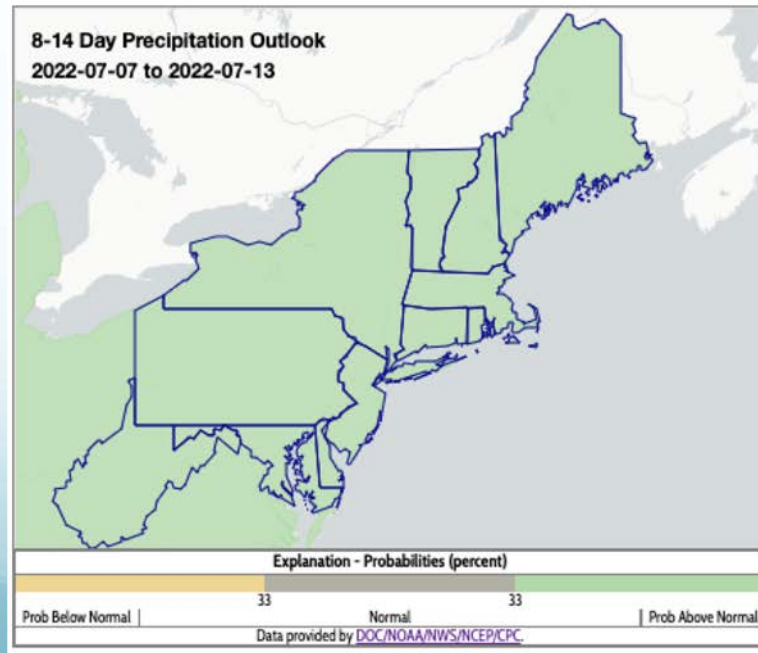 8-14 Day Precipitation Outlook
2022-07-07 to 2022-07-13
Explanation - Probabilities (percent)
33 33
Prob Below Normal | Normal | Prob Above Normal
Data provided by DOC/NOAA/NWS/NCEP/CPC.